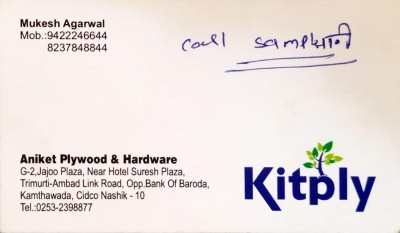 Mukesh Agarwal
Mob.:9422246644
8237848844
call
Aniket Plywood & Hardware
G-2,Jajoo Plaza, Near Hotel Suresh Plaza,
Trimurti-Ambad Link Road, Opp.Bank Of Baroda,
Kamthawada, Cidco Nashik - 10
Tel.:0253-2398877
Kitply